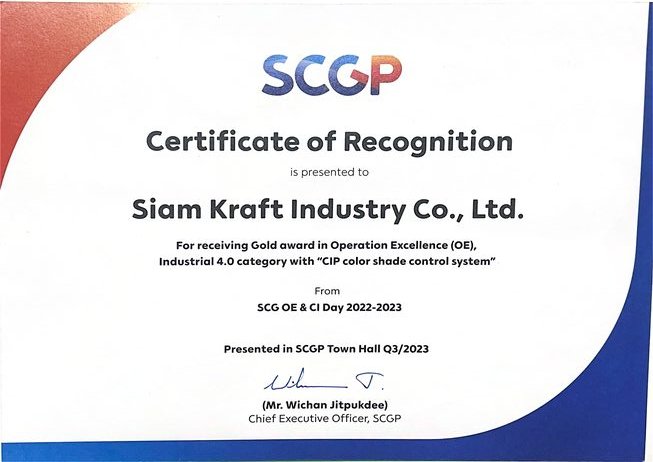 SCGP
Certificate of Recognition
is presented to
Siam Kraft Industry Co., Ltd.
For receiving Gold award in Operation Excellence (OE),
Industrial 4.0 category with “CIP color shade control system”
From
SCG OE & CI Day 2022-2023
Presented in SCGP Town Hall Q3/2023
(Mr. Wichan Jitpukdee)
Chief Executive Officer, SCGP